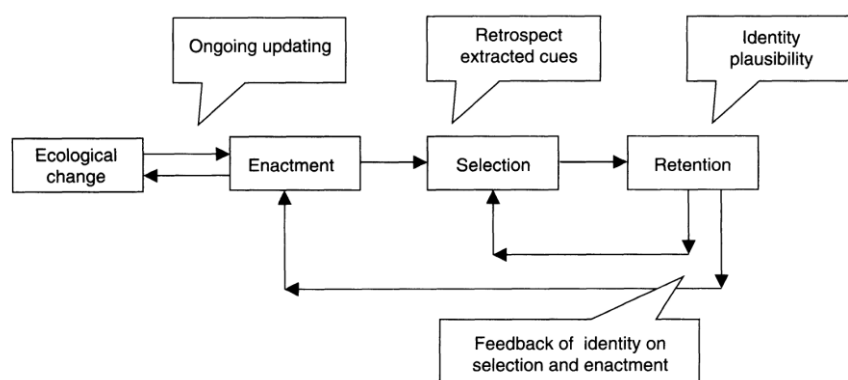 Ongoing updating
Retrospect
extracted cues
Identity
plausibility
Ecological
change
Enactment
Selection
Retention
Feedback of identity on
selection and enactment